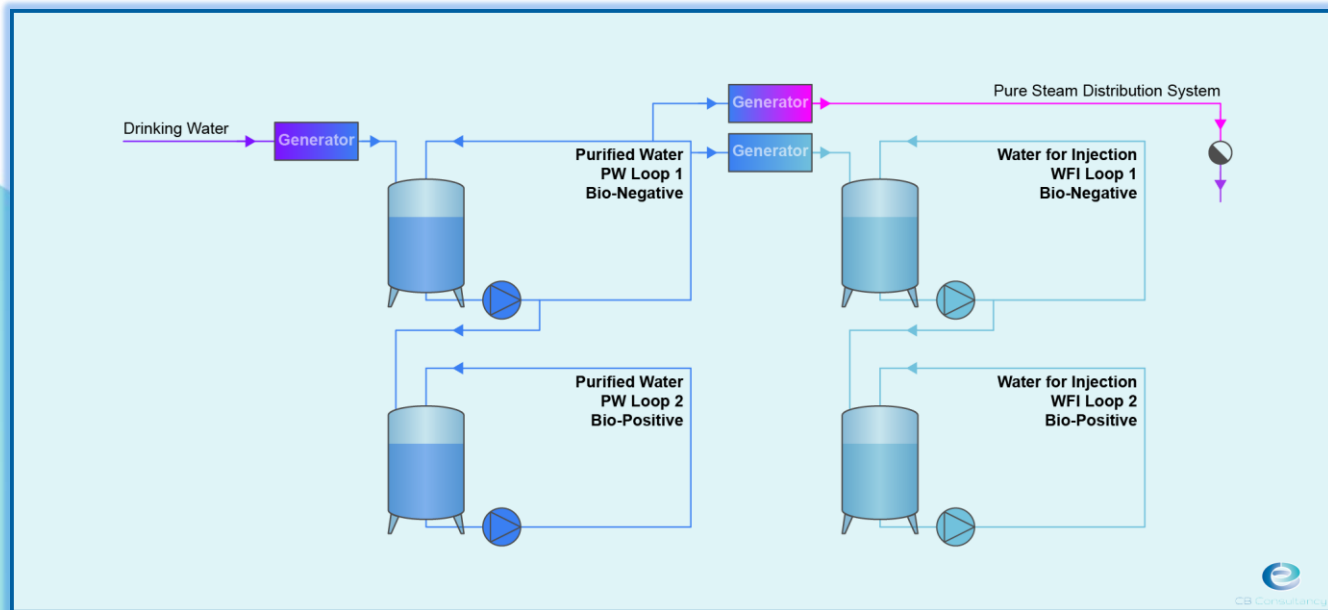 Generator
Pure Steam Distribution System
Drinking Water
Generator
Generator
Purified Water
PW Loop 1
Bio-Negative
Water for Injection
WFI Loop 1
Bio-Negative
Purified Water
PW Loop 2
Bio-Positive
Water for Injection
WFI Loop 2
Bio-Positive
CB Consultancy